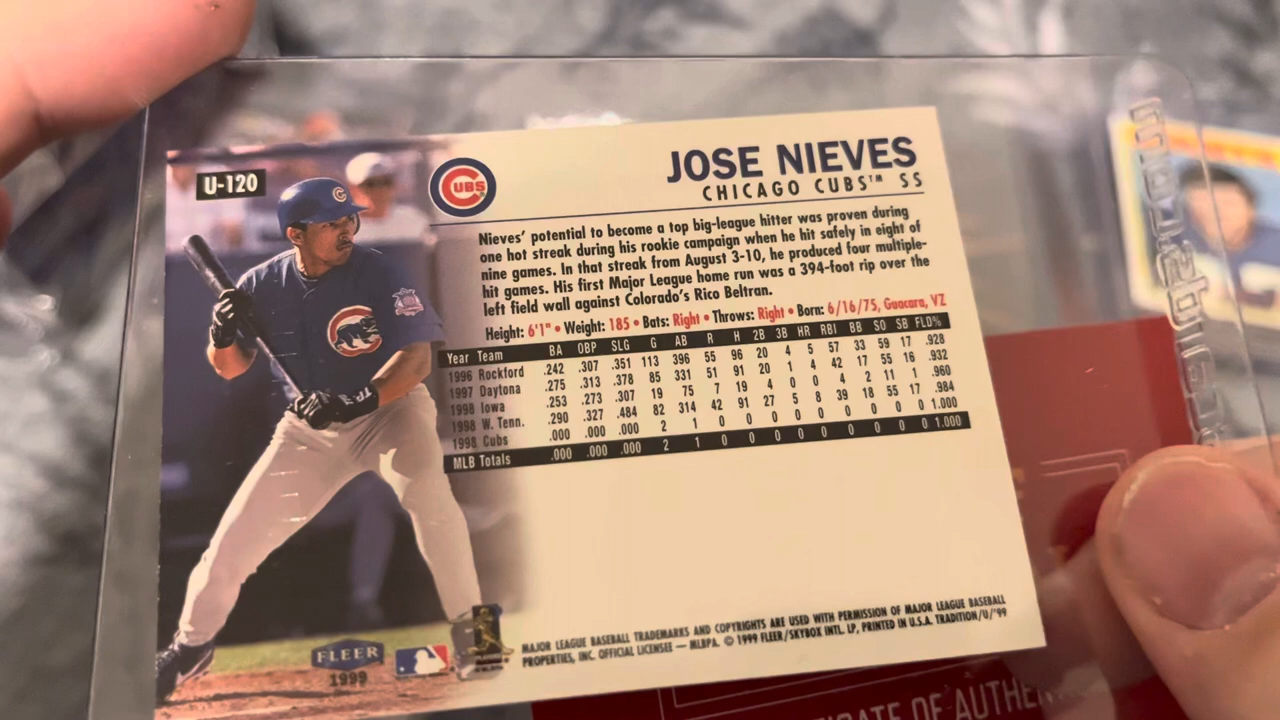 U-120
CUBS
JOSE NIEVES
CHICAGO CUBS™ SS
Nieves' potential to become a top big-league hitter was proven during
one hot streak during his rookie campaign when he hit safely in eight of
nine games. In that streak from August 3-10, he produced four multiple-
hit games. His first Major League home run was a 394-foot rip over the
left field wall against Colorado's Rico Beltran.
Height: 6'1" • Weight: 185 • Bats: Right • Throws: Right • Born: 6/16/75, Guacara, VZ
Year Team BA OBP SLG G AB R H 2B 3B HR RBI BB SO SB FLD%
1996 Rockford .242 .307 .351 113 396 55 96 20 4 5 57 33 59 17 .928
1997 Daytona .275 .313 .378 85 331 51 91 20 1 4 42 17 55 16 .932
1998 Iowa .253 .273 .307 19 75 7 19 4 0 0 4 2 11 1 .960
1998 W. Tenn. .290 .327 .484 82 314 42 91 27 5 8 39 18 55 17 .984
1998 Cubs .000 .000 .000 2 1 0 0 0 0 0 0 0 0 0 1.000
MLB Totals .000 .000 .000 2 1 0 0 0 0 0 0 0 0 0 1.000
MAJOR LEAGUE BASEBALL TRADEMARKS AND COPYRIGHTS ARE USED WITH PERMISSION OF MAJOR LEAGUE BASEBALL
PROPERTIES, INC. OFFICIAL LICENSEE — MLBPA. © 1999 FLEER/SKYBOX INTL. LP, PRINTED IN U.S.A. TRADITION/U/'99
FLEER
1999
OF AUTHEN